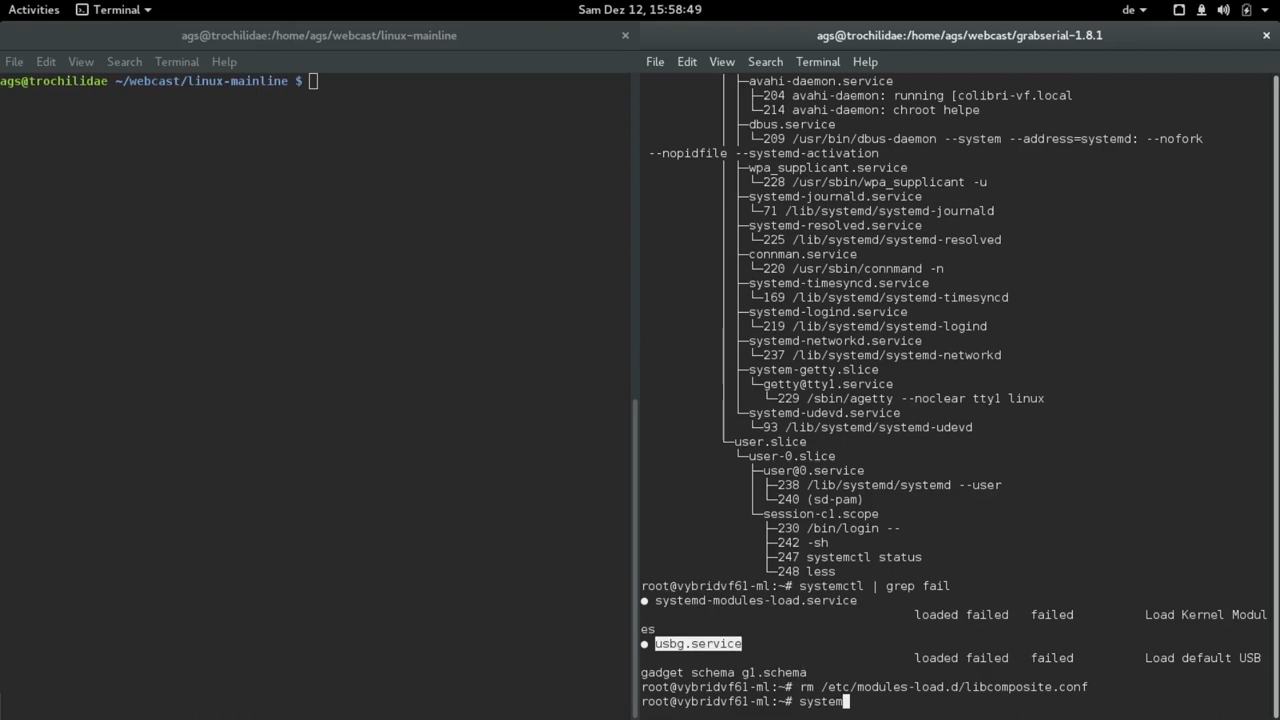 Activities Terminal Sam Dez 12, 15:58:49 de
ags@trochilidae:/home/ags/webcast/linux-mainline
File Edit View Search Terminal Help
ags@trochilidae ~/webcast/linux-mainline $
ags@trochilidae:/home/ags/webcast/grabserial-1.8.1
File Edit View Search Terminal Help
├─avahi-daemon.service
│ ├─204 avahi-daemon: running [colibri-vf.local
│ └─214 avahi-daemon: chroot helpe
├─dbus.service
│ └─209 /usr/bin/dbus-daemon --system --address=systemd: --nofork
--nopidfile --systemd-activation
├─wpa_supplicant.service
│ └─228 /usr/sbin/wpa_supplicant -u
├─systemd-journald.service
│ └─71 /lib/systemd/systemd-journald
├─systemd-resolved.service
│ └─225 /lib/systemd/systemd-resolved
├─connman.service
│ └─220 /usr/sbin/connmand -n
├─systemd-timesyncd.service
│ └─169 /lib/systemd/systemd-timesyncd
├─systemd-logind.service
│ └─219 /lib/systemd/systemd-logind
├─systemd-networkd.service
│ └─237 /lib/systemd/systemd-networkd
├─system-getty.slice
│ └─getty@tty1.service
│ └─229 /sbin/agetty --noclear tty1 linux
└─systemd-udevd.service
└─93 /lib/systemd/systemd-udevd
└─user.slice
└─user-0.slice
├─user@0.service
│ ├─238 /lib/systemd/systemd --user
│ └─240 (sd-pam)
└─session-c1.scope
├─230 /bin/login --
├─242 -sh
├─247 systemctl status
└─248 less
root@vybridvf61-ml:~# systemctl | grep fail
● systemd-modules-load.service
loaded failed failed Load Kernel Modul
es
● usbg.service
loaded failed failed Load default USB
gadget schema g1.schema
root@vybridvf61-ml:~# rm /etc/modules-load.d/libcomposite.conf
root@vybridvf61-ml:~# system